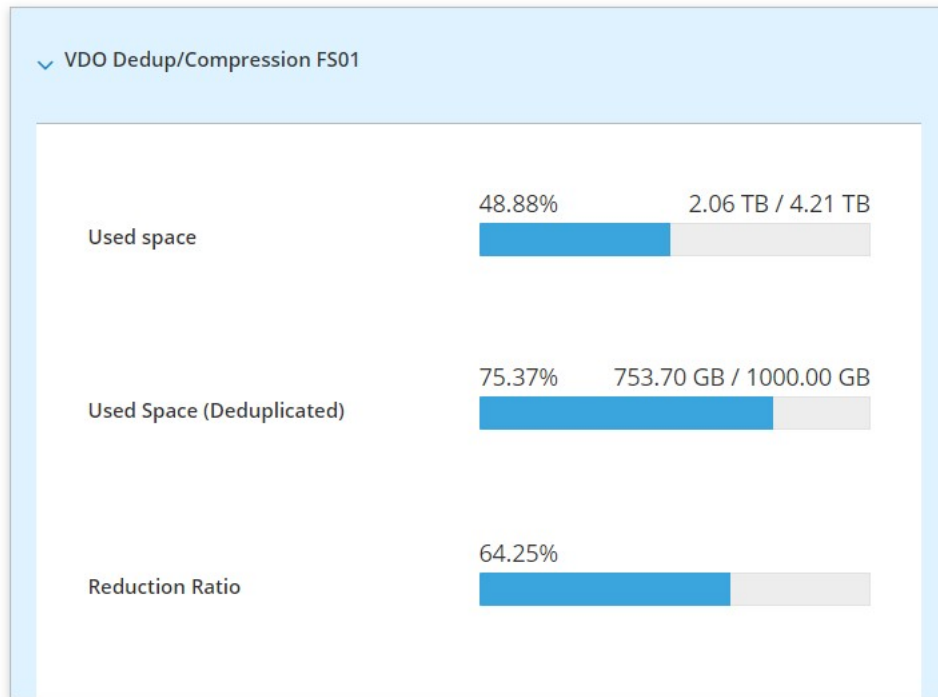 VDO Dedup/Compression FS01
48.88% 2.06 TB / 4.21 TB
Used space
75.37% 753.70 GB / 1000.00 GB
Used Space (Deduplicated)
64.25%
Reduction Ratio